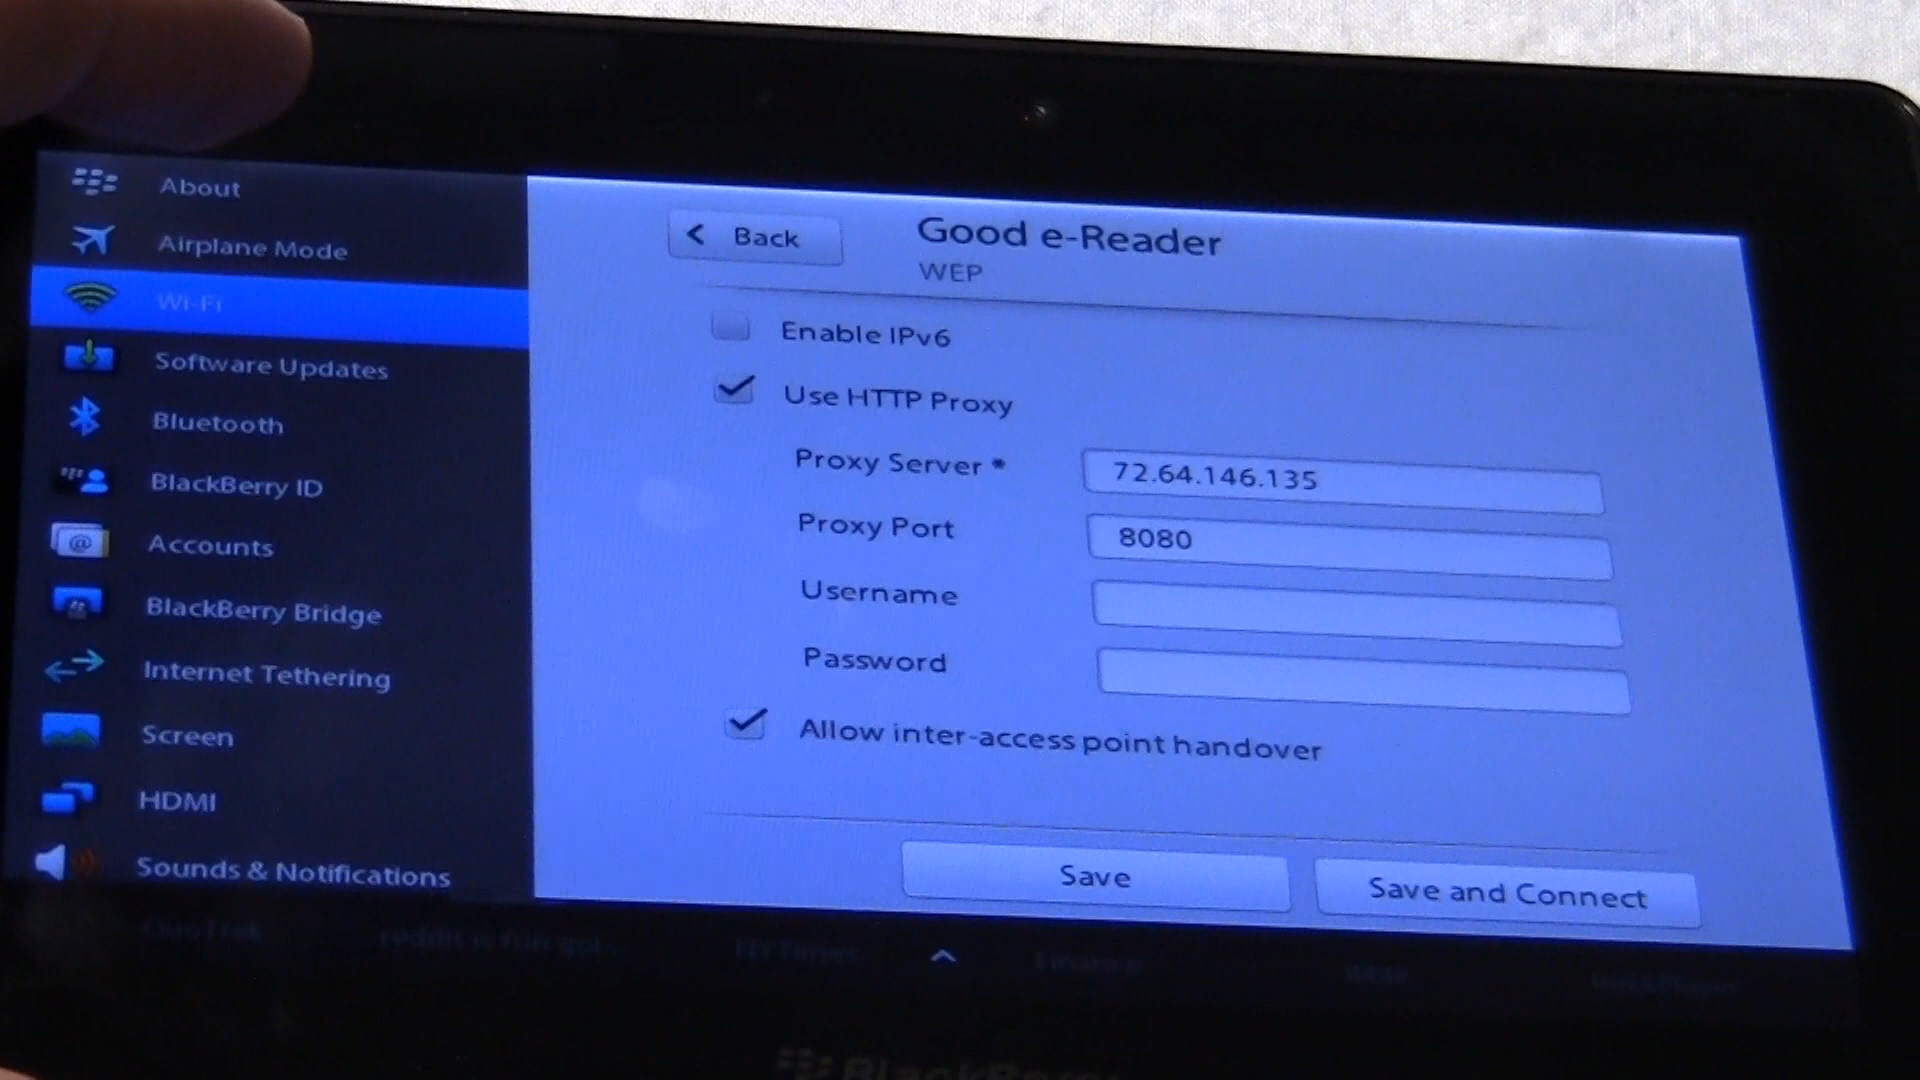 About
Airplane Mode
Wi-Fi
Software Updates
Bluetooth
BlackBerry ID
Accounts
BlackBerry Bridge
Internet Tethering
Screen
HDMI
Sounds & Notifications
Back
Good e-Reader
WEP
Enable IPv6
Use HTTP Proxy
Proxy Server * 72.64.146.135
Proxy Port 8080
Username
Password
Allow inter-access point handover
Save
Save and Connect
BlackBerry